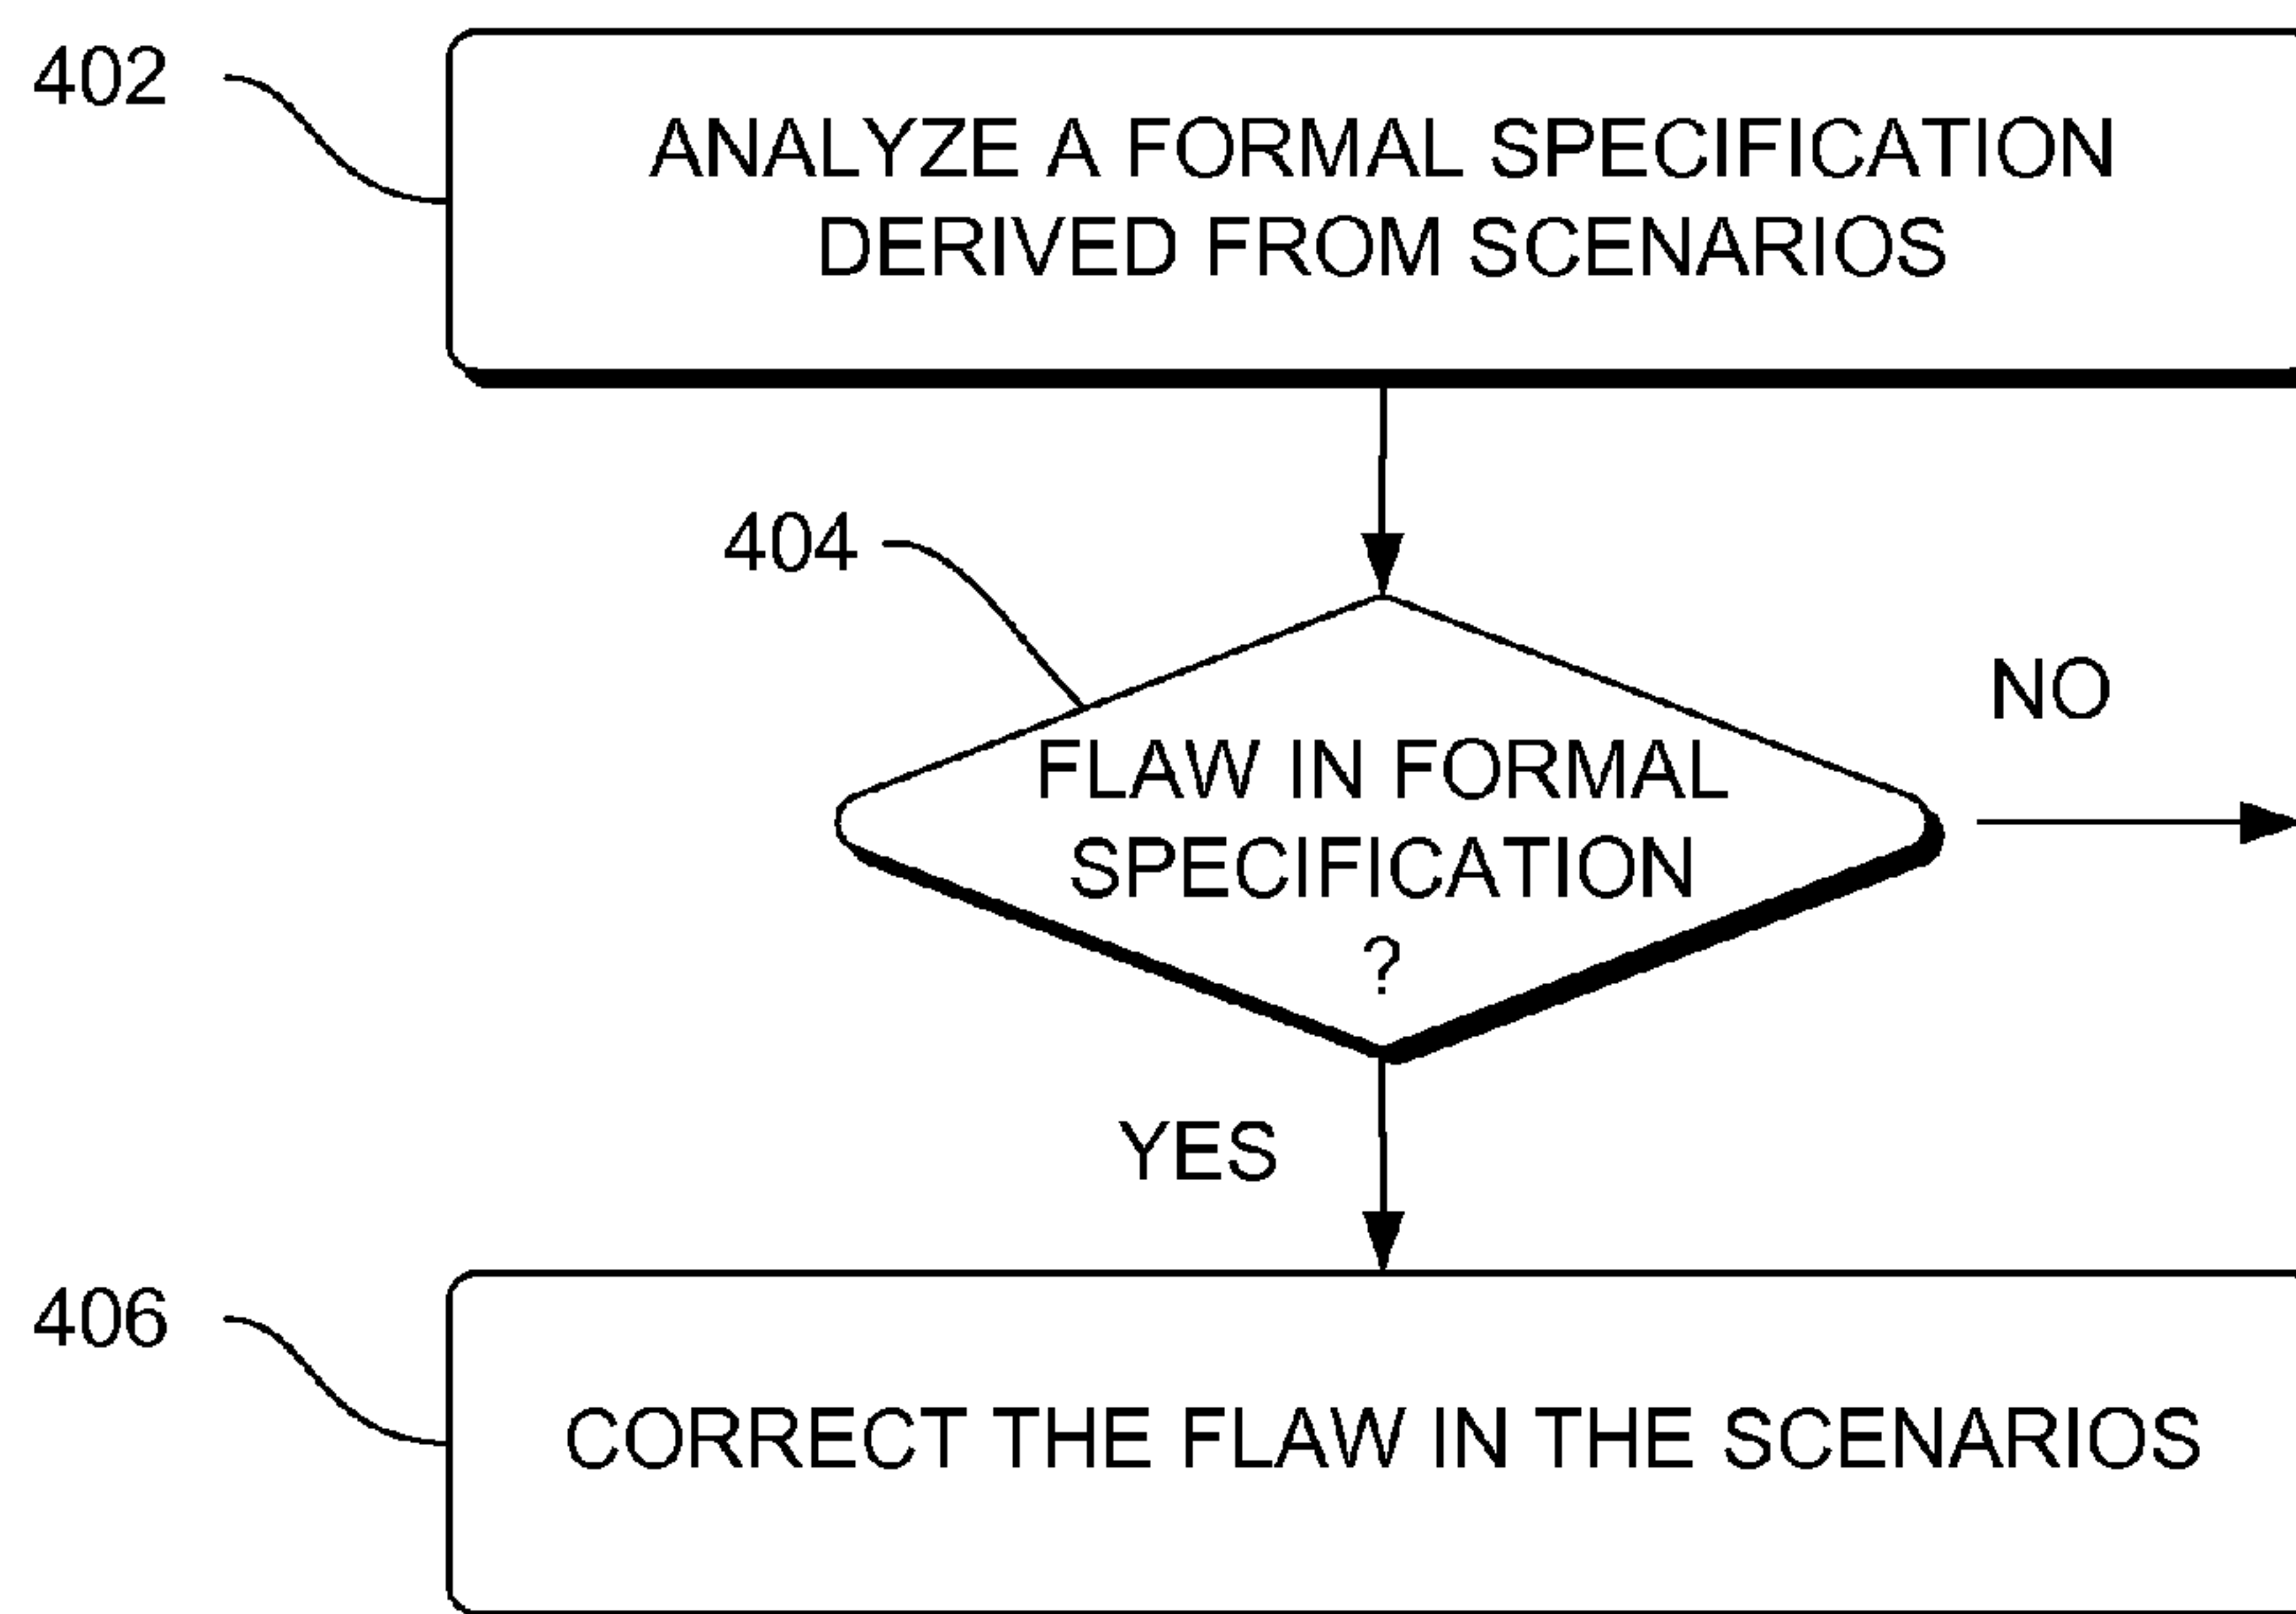 402
ANALYZE A FORMAL SPECIFICATION
DERIVED FROM SCENARIOS
404
NO
FLAW IN FORMAL
SPECIFICATION
?
YES
406
CORRECT THE FLAW IN THE SCENARIOS